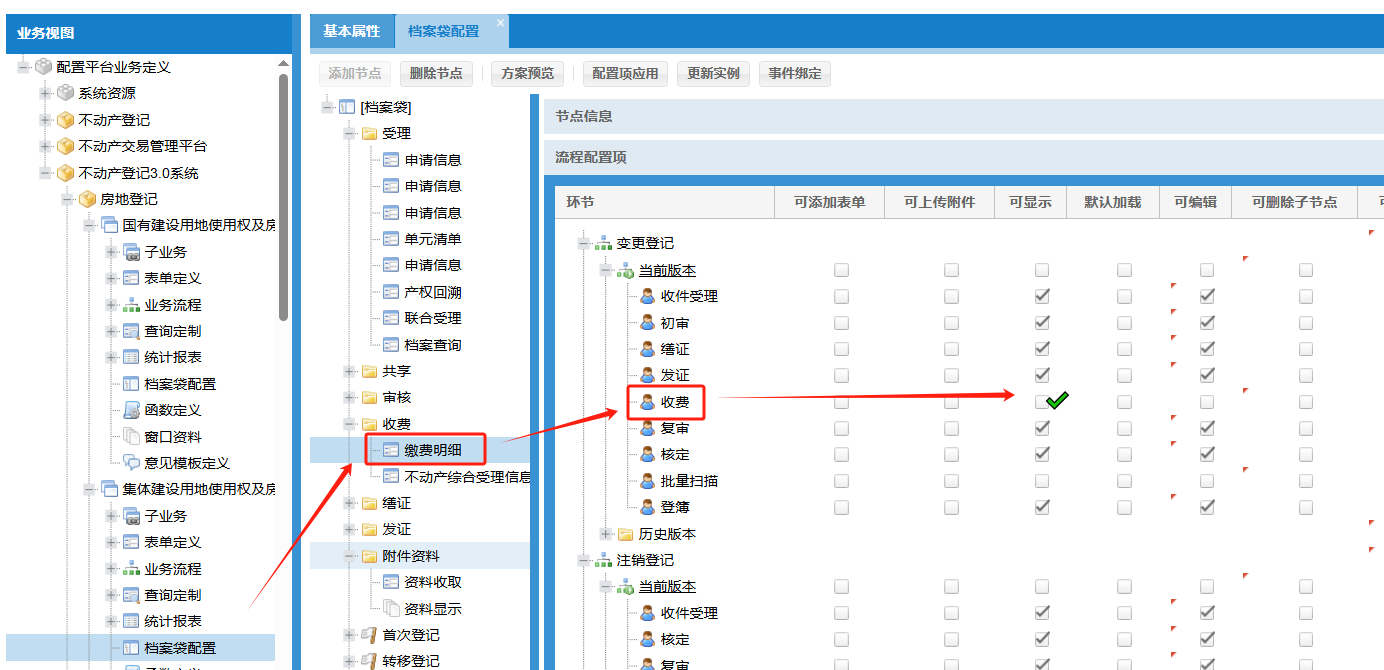 业务视图
配置平台业务定义
系统资源
不动产登记
不动产交易管理平台
不动产登记3.0系统
房地登记
国有建设用地使用权及房
子业务
表单定义
业务流程
查询定制
统计报表
档案袋配置
函数定义
窗口资料
意见模板定义
集体建设用地使用权及房
子业务
表单定义
业务流程
查询定制
统计报表
档案袋配置
基本属性
档案袋配置
添加节点
删除节点
方案预览
配置项应用
更新实例
事件绑定
[档案袋]
受理
申请信息
申请信息
申请信息
单元清单
申请信息
产权回溯
联合受理
档案查询
共享
审核
收费
缴费明细
不动产综合受理信息
缮证
发证
附件资料
资料收取
资料显示
首次登记
转移登记
节点信息
流程配置项
环节
可添加表单
可上传附件
可显示
默认加载
可编辑
可删除子节点
变更登记
当前版本
收件受理
初审
缮证
发证
收费
复审
核定
批量扫描
登簿
历史版本
注销登记
当前版本
收件受理
核定
复审